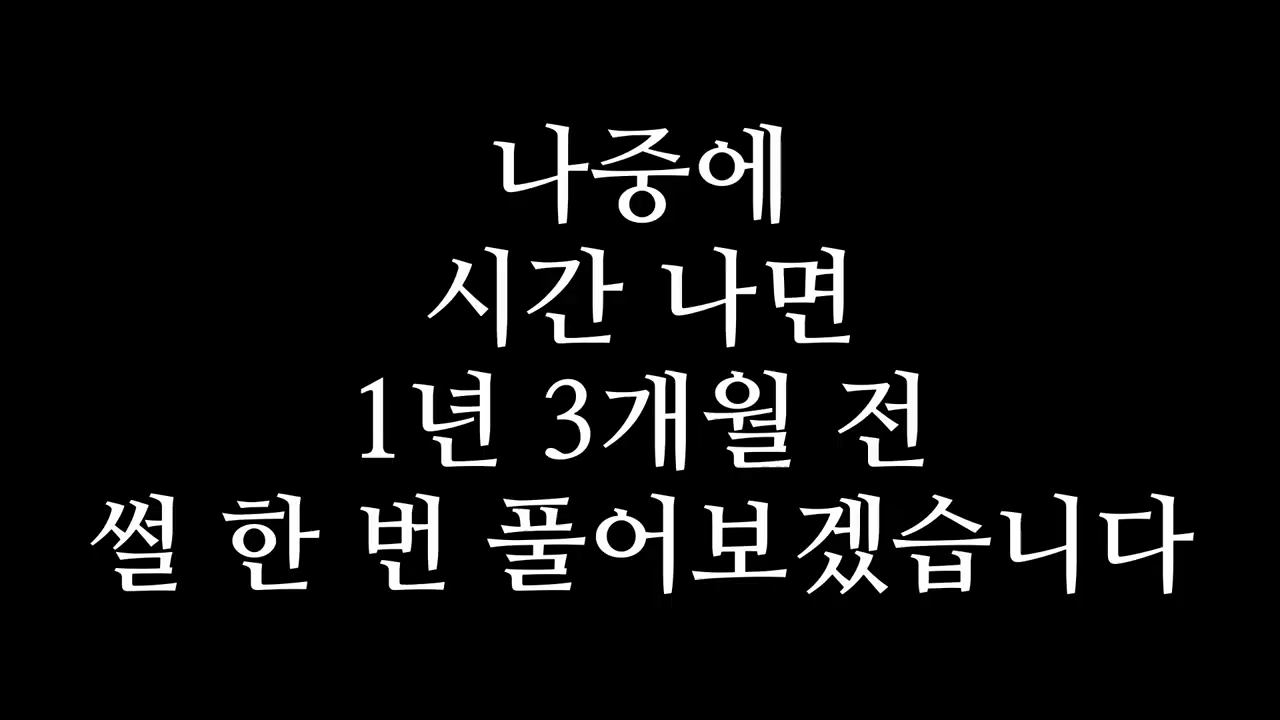 나중에
시간 나면
1년 3개월 전
썰 한 번 풀어보겠습니다